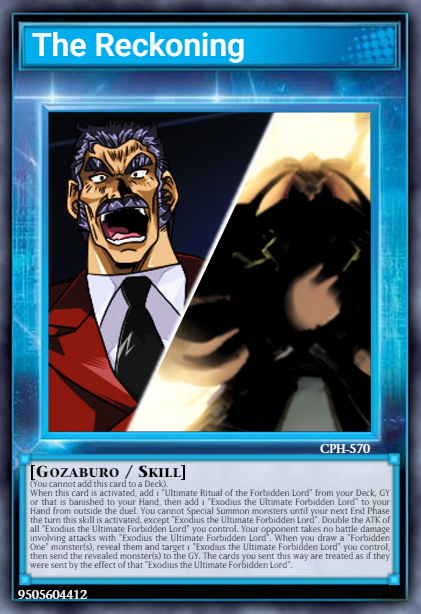 The Reckoning
CPH-570
[Gozaburo / Skill]
(You cannot add this card to a Deck).
When this card is activated, add 1 "Ultimate Ritual of the Forbidden Lord" from your Deck, GY
or that is banished to your Hand, then add 1 "Exodius the Ultimate Forbidden Lord" to your
Hand from outside the duel. You cannot Special Summon monsters until your next End Phase
the turn this skill is activated, except "Exodius the Ultimate Forbidden Lord". Double the ATK of
all "Exodius the Ultimate Forbidden Lord" you control. Your opponent takes no battle damage
involving attacks with "Exodius the Ultimate Forbidden Lord". When you draw a "Forbidden
One" monster(s), reveal them and target 1 "Exodius the Ultimate Forbidden Lord" you control,
then send the revealed monster(s) to the GY. The cards you sent this way are treated as if they
were sent by the effect of that "Exodius the Ultimate Forbidden Lord".
9505604412